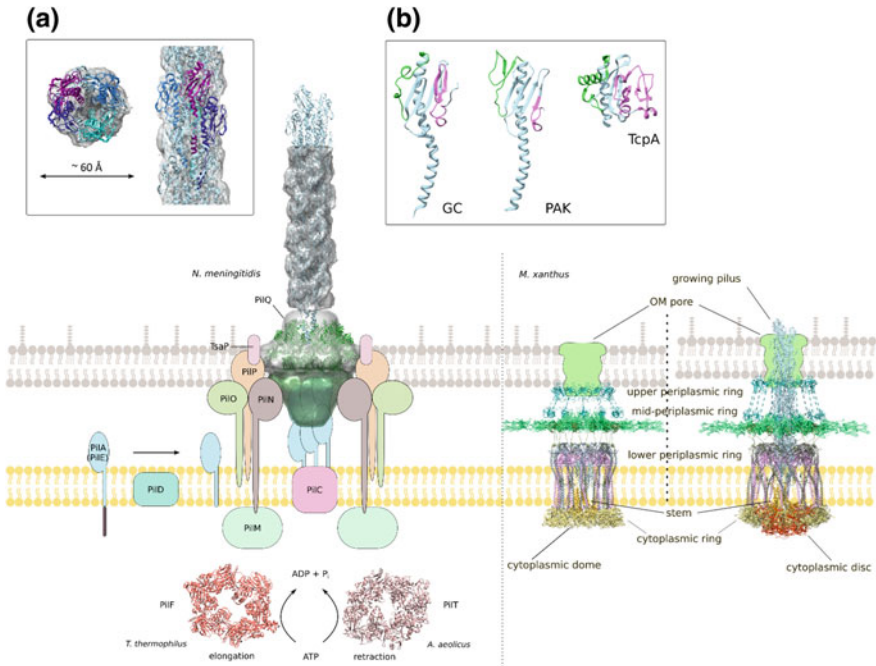 (a)
(b)
~ 60 Å
GC
PAK
TcpA
N. meningitidis
M. xanthus
PilQ
TsaP
PilP
PilO
PilN
PilA
(PilE)
PilD
PilC
PilM
growing pilus
OM pore
upper periplasmic ring
mid-periplasmic ring
lower periplasmic ring
stem
cytoplasmic ring
cytoplasmic dome
cytoplasmic disc
ADP + Pi
PilF
PilT
T. thermophilus
A. aeolicus
elongation
ATP
retraction